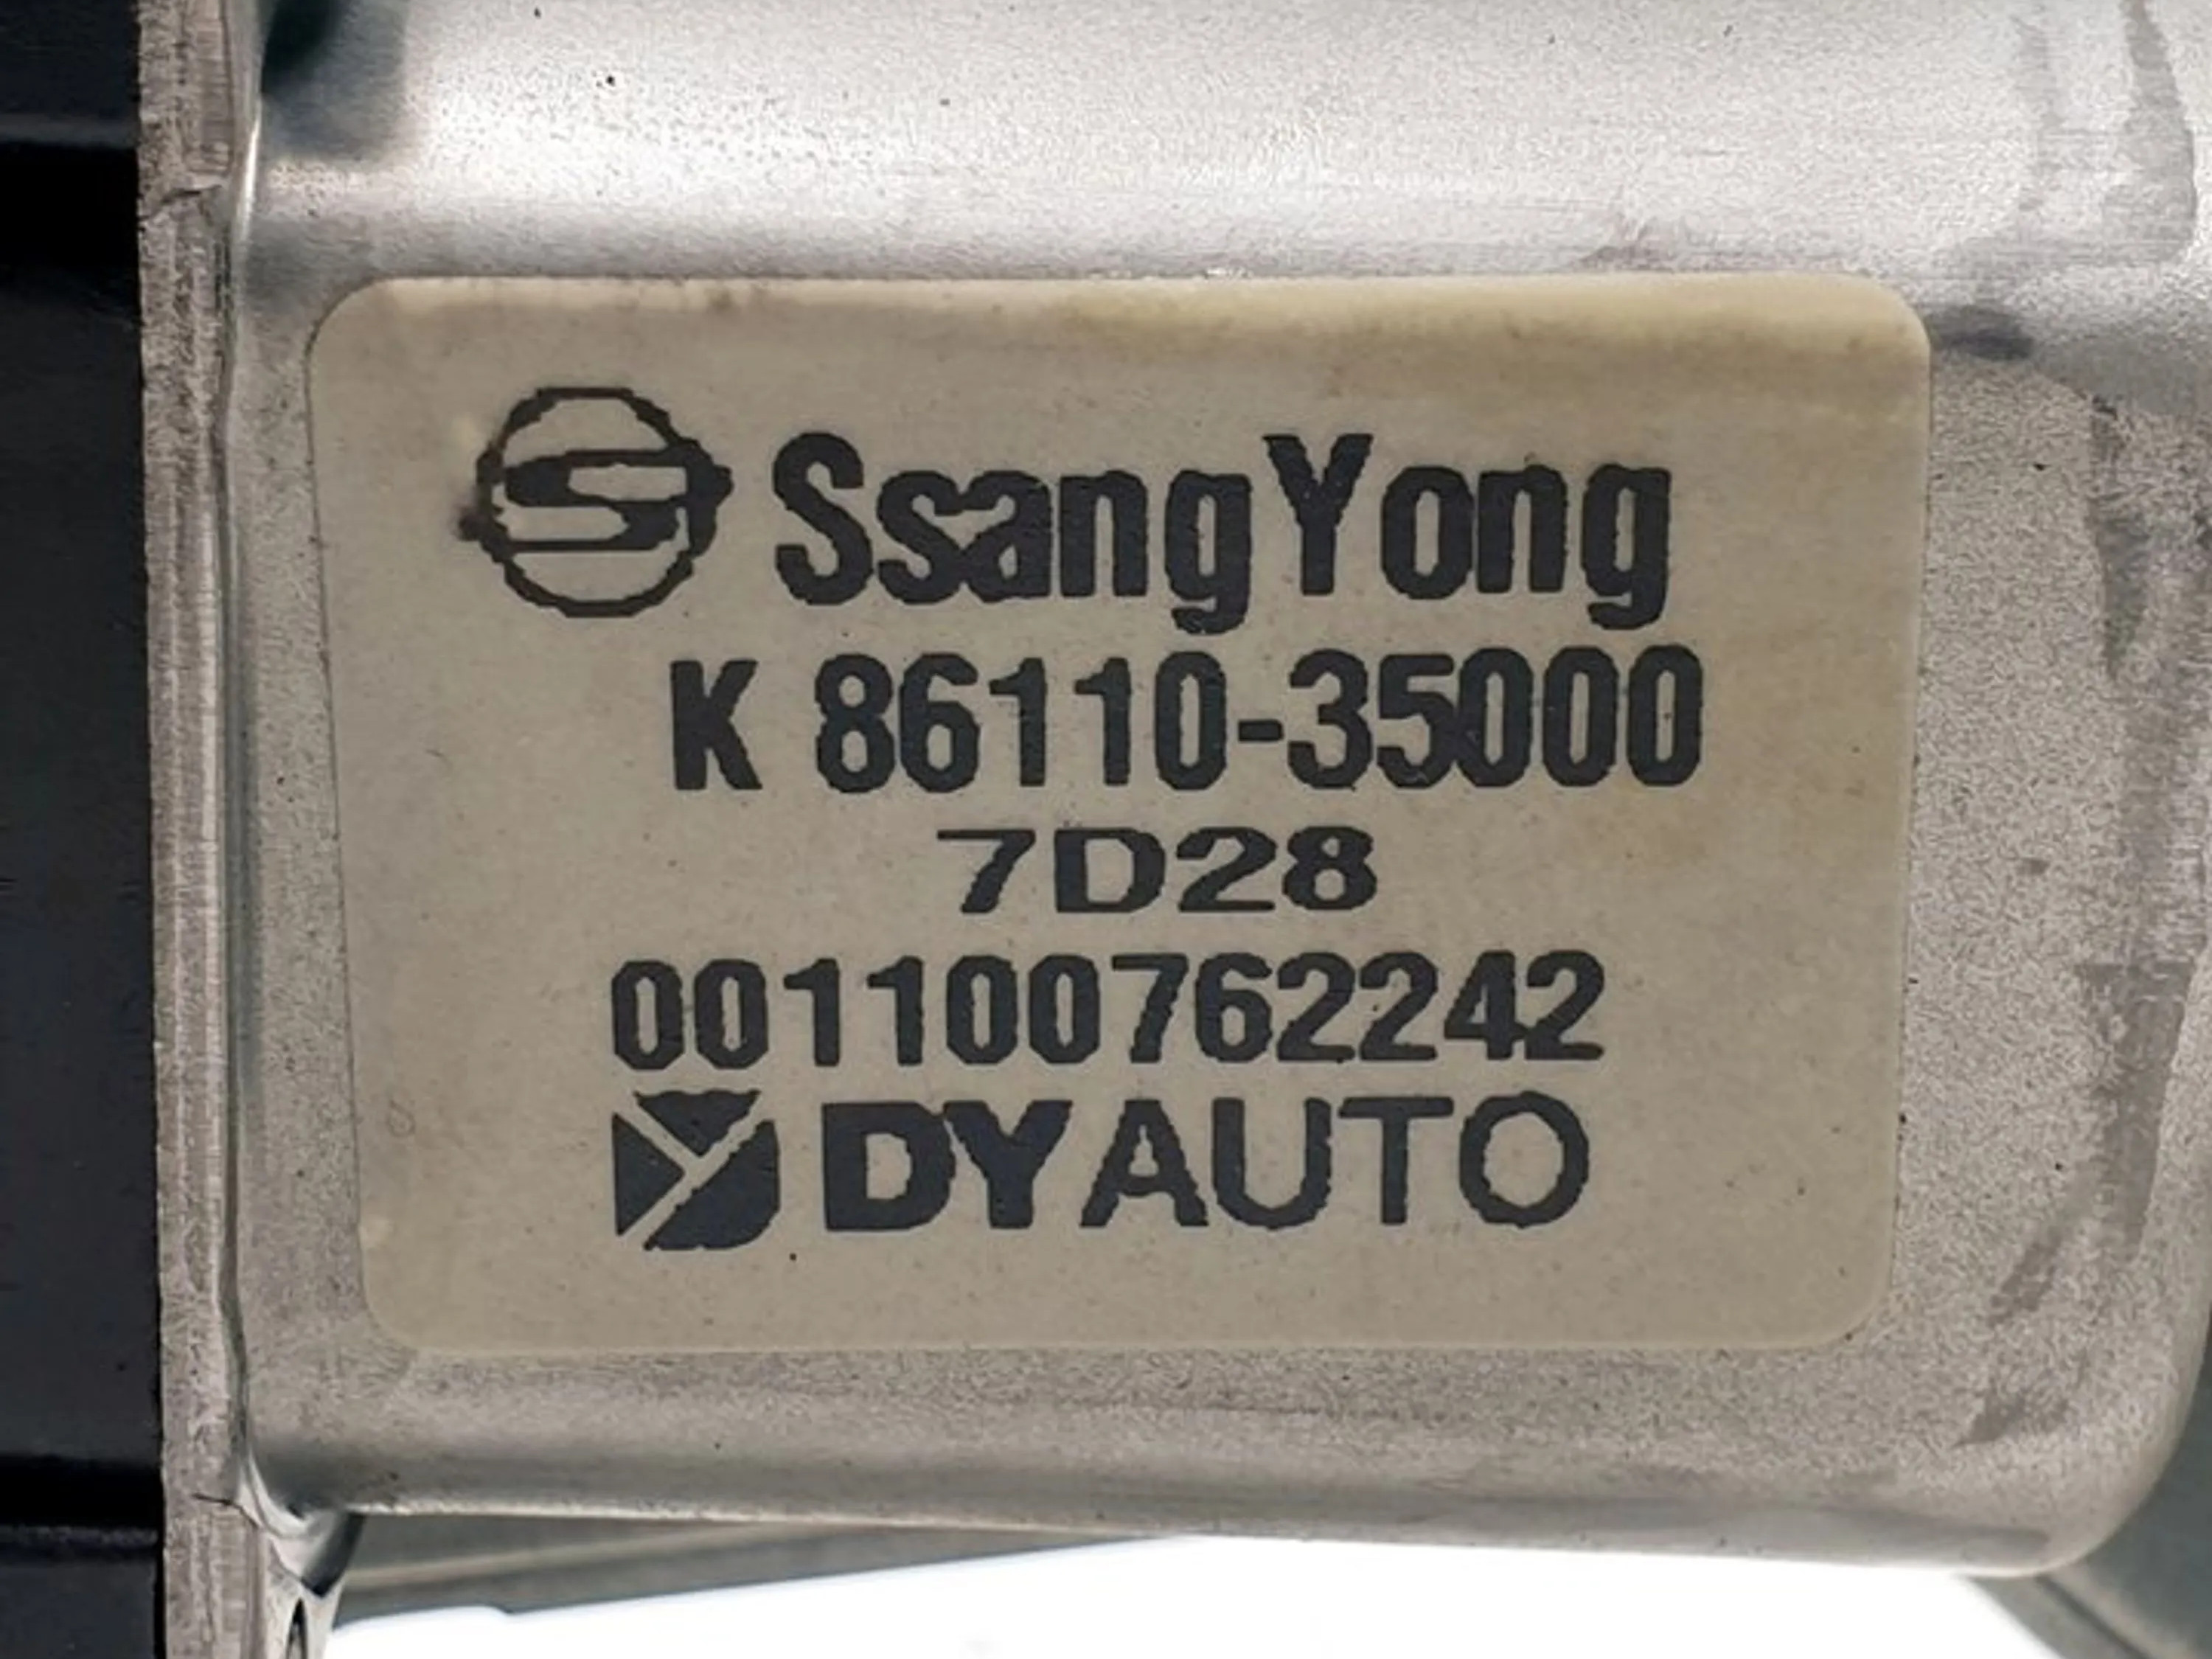 SsangYong
K 86110-35000
7D28
001100762242
DYAUTO